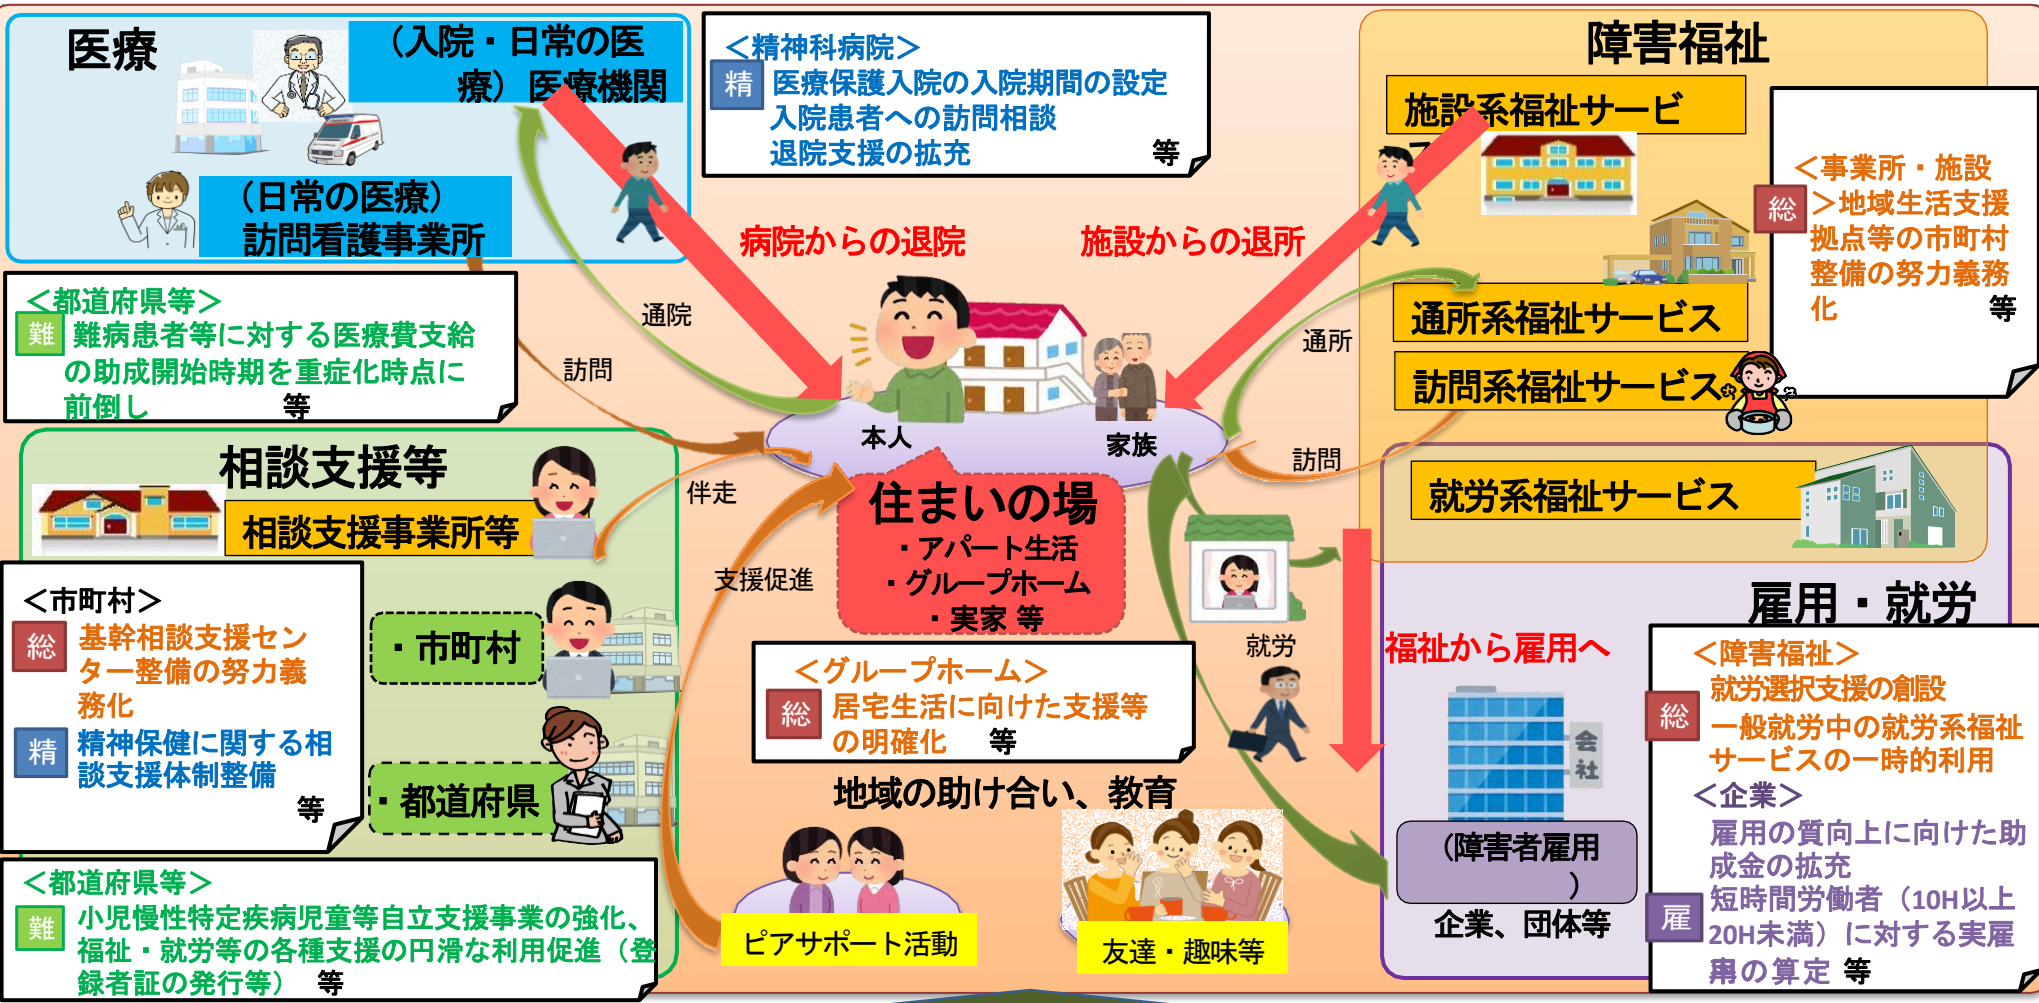 医療
（入院・日常の医
療）医療機関
（日常の医療）
訪問看護事業所
＜精神科病院＞
精 医療保護入院の入院期間の設定
入院患者への訪問相談
退院支援の拡充 等
障害福祉
施設系福祉サービ
通所系福祉サービス
訪問系福祉サービス
就労系福祉サービス
＜事業所・施設
総 ＞地域生活支援
拠点等の市町村
整備の努力義務
化 等
病院からの退院
施設からの退所
通院
訪問
通所
訪問
＜都道府県等＞
難 難病患者等に対する医療費支給
の助成開始時期を重症化時点に
前倒し 等
本人
家族
相談支援等
相談支援事業所等
伴走
支援促進
住まいの場
・アパート生活
・グループホーム
・実家 等
＜市町村＞
総 基幹相談支援セン
ター整備の努力義
務化
精 精神保健に関する相
談支援体制整備
等
・市町村
・都道府県
＜グループホーム＞
総 居宅生活に向けた支援等
の明確化 等
就労
福祉から雇用へ
雇用・就労
会社
（障害者雇用
）
企業、団体等
＜障害福祉＞
就労選択支援の創設
総 一般就労中の就労系福祉
サービスの一時的利用
＜企業＞
雇用の質向上に向けた助
成金の拡充
雇 短時間労働者（10H以上
20H未満）に対する実雇
率の算定 等
地域の助け合い、教育
ピアサポート活動
友達・趣味等
＜都道府県等＞
難 小児慢性特定疾病児童等自立支援事業の強化、
福祉・就労等の各種支援の円滑な利用促進（登
録者証の発行等） 等